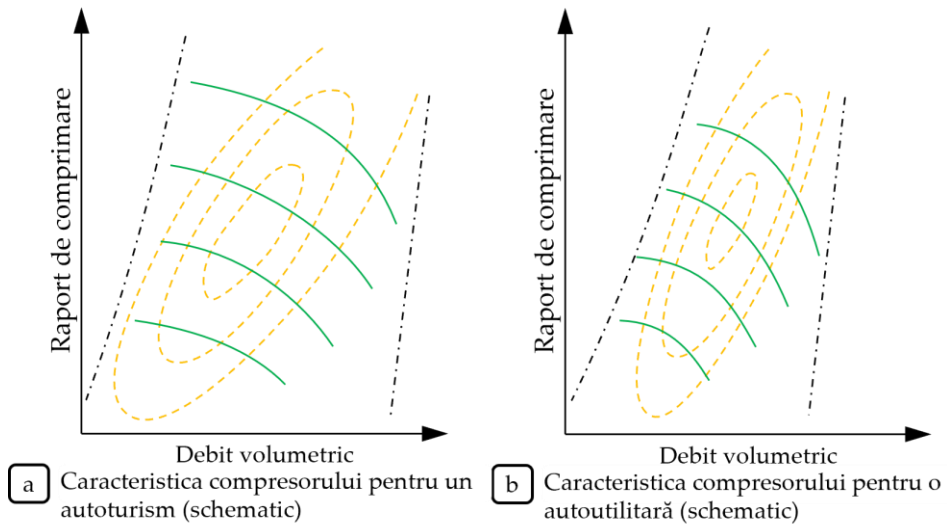 Raport de comprimare
Debit volumetric
a
Caracteristica compresorului pentru un
autoturism (schematic)
Raport de comprimare
Debit volumetric
b
Caracteristica compresorului pentru o
autoutilitară (schematic)